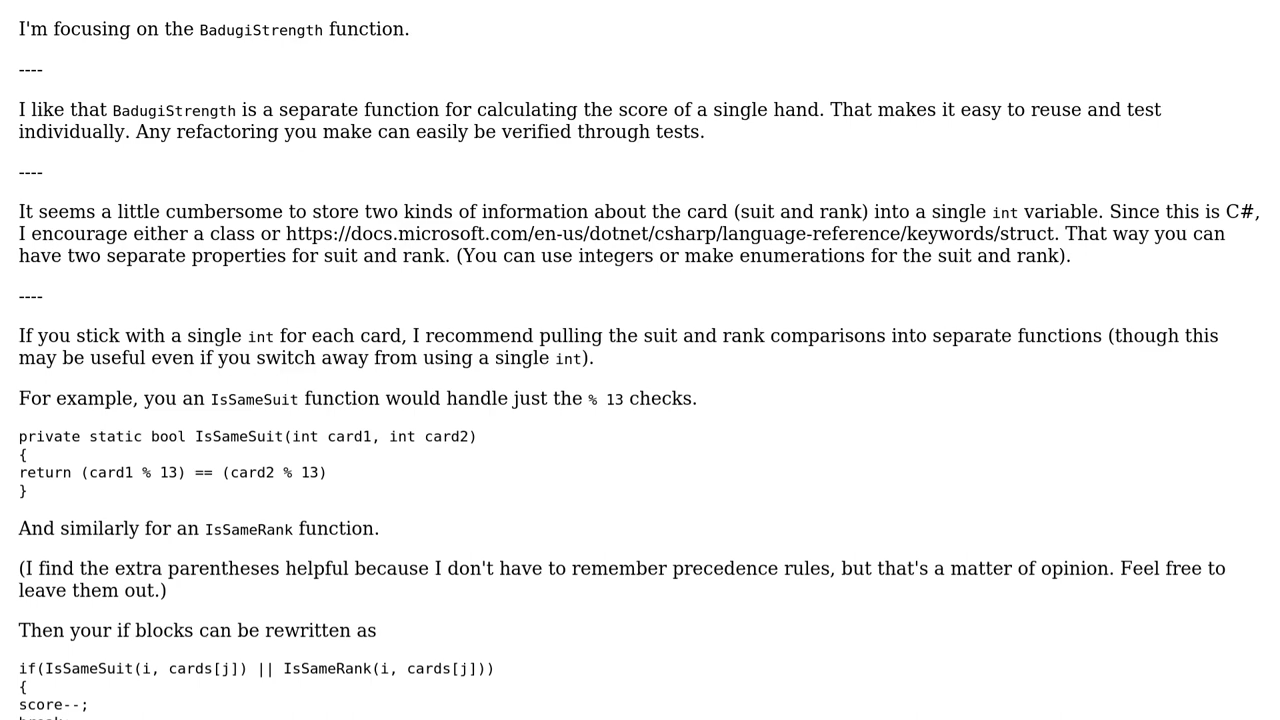 I'm focusing on the BadugiStrength function.
----
I like that BadugiStrength is a separate function for calculating the score of a single hand. That makes it easy to reuse and test
individually. Any refactoring you make can easily be verified through tests.
----
It seems a little cumbersome to store two kinds of information about the card (suit and rank) into a single int variable. Since this is C#,
I encourage either a class or https://docs.microsoft.com/en-us/dotnet/csharp/language-reference/keywords/struct. That way you can
have two separate properties for suit and rank. (You can use integers or make enumerations for the suit and rank).
----
If you stick with a single int for each card, I recommend pulling the suit and rank comparisons into separate functions (though this
may be useful even if you switch away from using a single int).
For example, you an IsSameSuit function would handle just the % 13 checks.
private static bool IsSameSuit(int card1, int card2)
{
return (card1 % 13) == (card2 % 13)
}
And similarly for an IsSameRank function.
(I find the extra parentheses helpful because I don't have to remember precedence rules, but that's a matter of opinion. Feel free to
leave them out.)
Then your if blocks can be rewritten as
if(IsSameSuit(i, cards[j]) || IsSameRank(i, cards[j]))
{
score--;